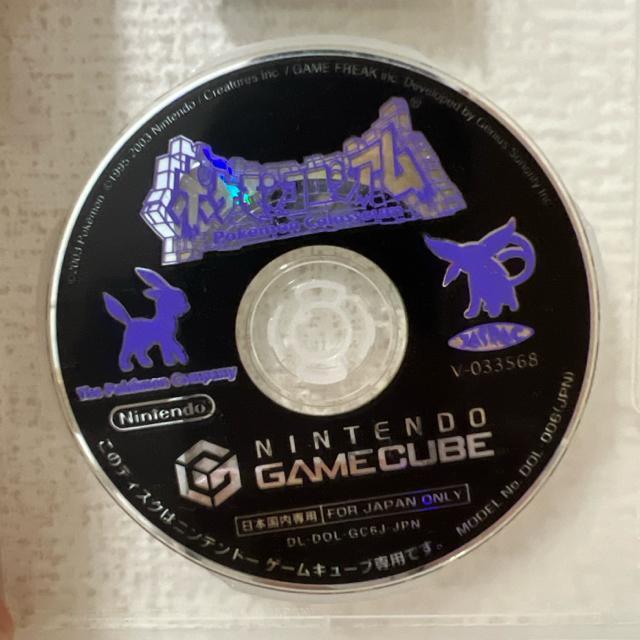 ©2003 Pokémon ©1995-2003 Nintendo / Creatures inc. / GAME FREAK inc. Developed by Genius Sonority Inc.
ポケモンコロシアム
Pokémon Colosseum
®
The Pokémon Company
V-033568
Nintendo
NINTENDO
GAMECUBE
日本国内専用 FOR JAPAN ONLY
DL-DOL-GC6J-JPN
このディスクはニンテンドー ゲームキューブ専用です。
MODEL No. DOL-006(JPN)